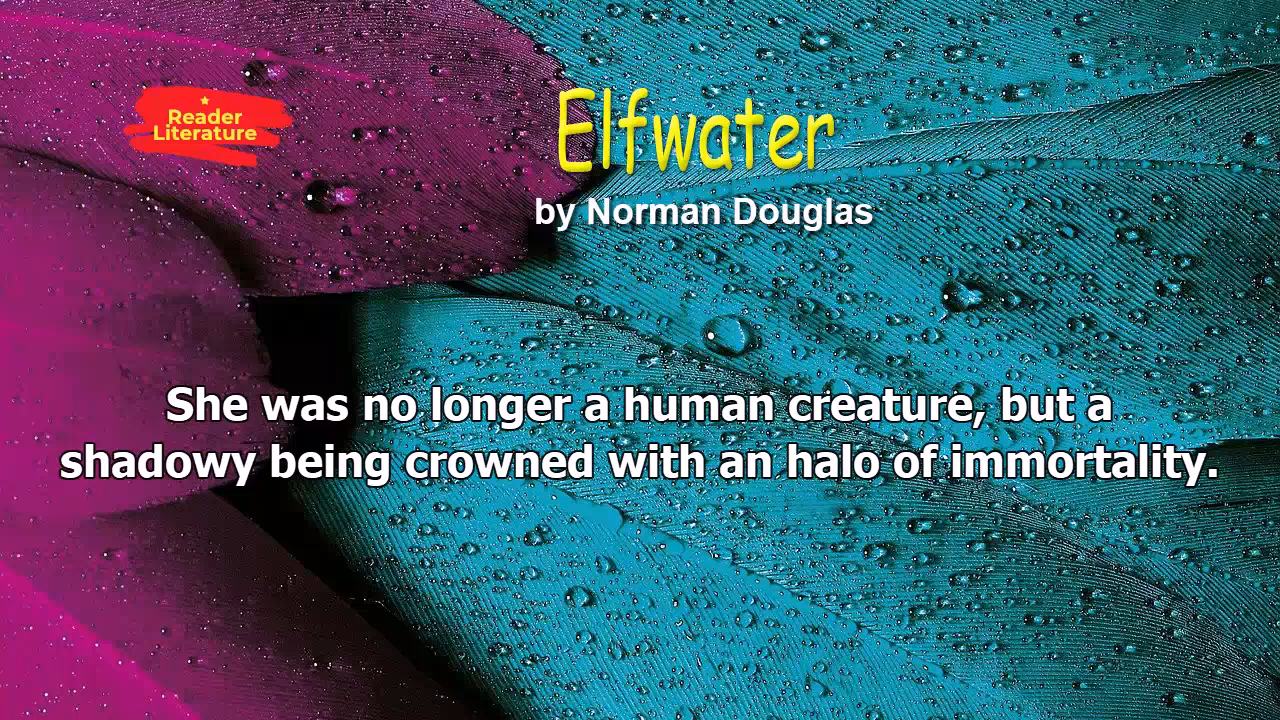 Reader
Literature
Elfwater
by Norman Douglas
She was no longer a human creature, but a
shadowy being crowned with an halo of immortality.